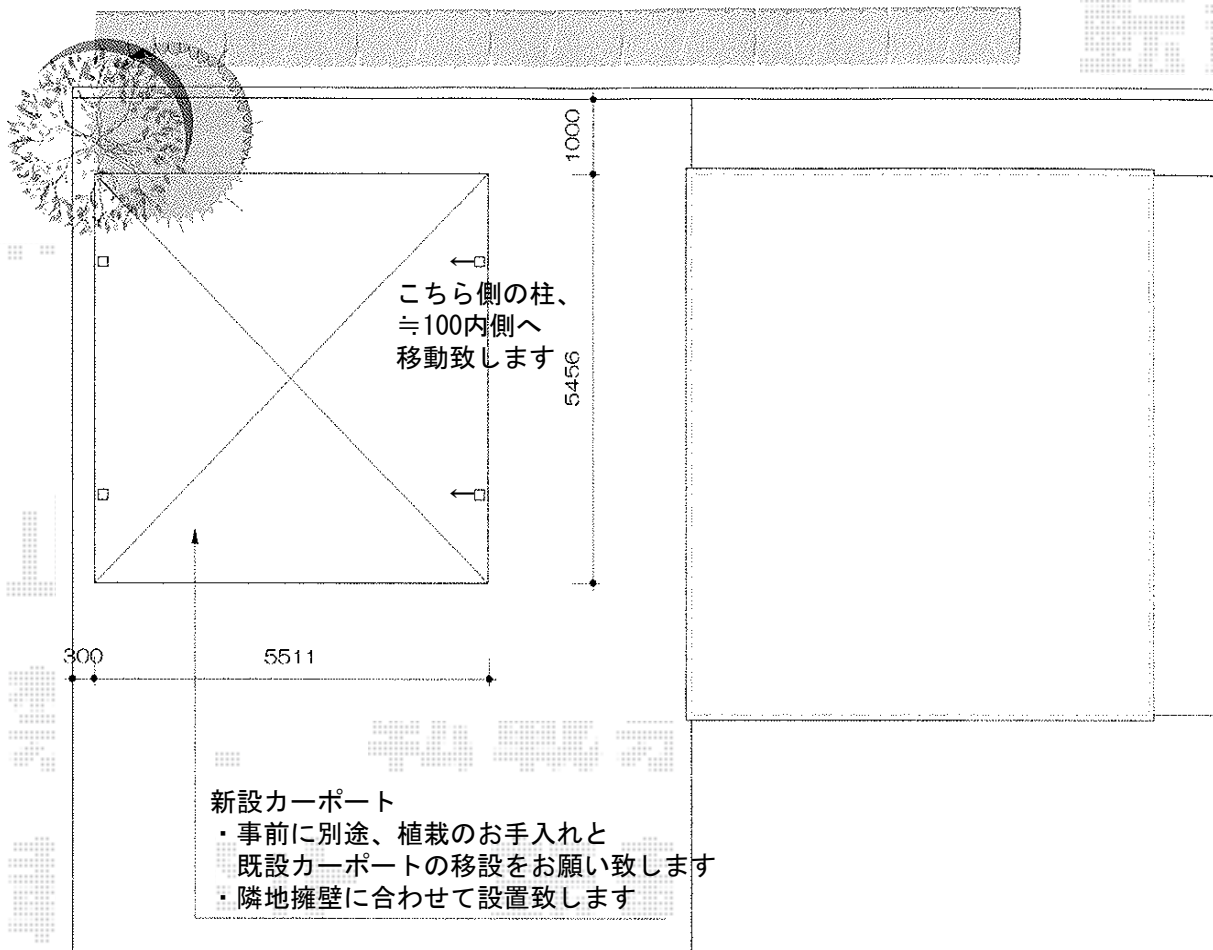 1000
こちら側の柱、
≒100内側へ
移動致します
5456
300
5511
新設カーポート
・事前に別途、植栽のお手入れと
既設カーポートの移設をお願い致します
・隣地擁壁に合わせて設置致します